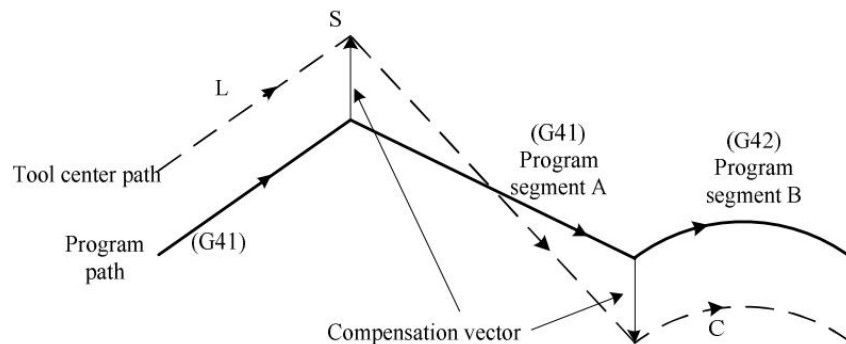 S
L
(G41)
Program
segment A
(G42)
Program
segment B
Tool center path
Program
path
(G41)
Compensation vector
C